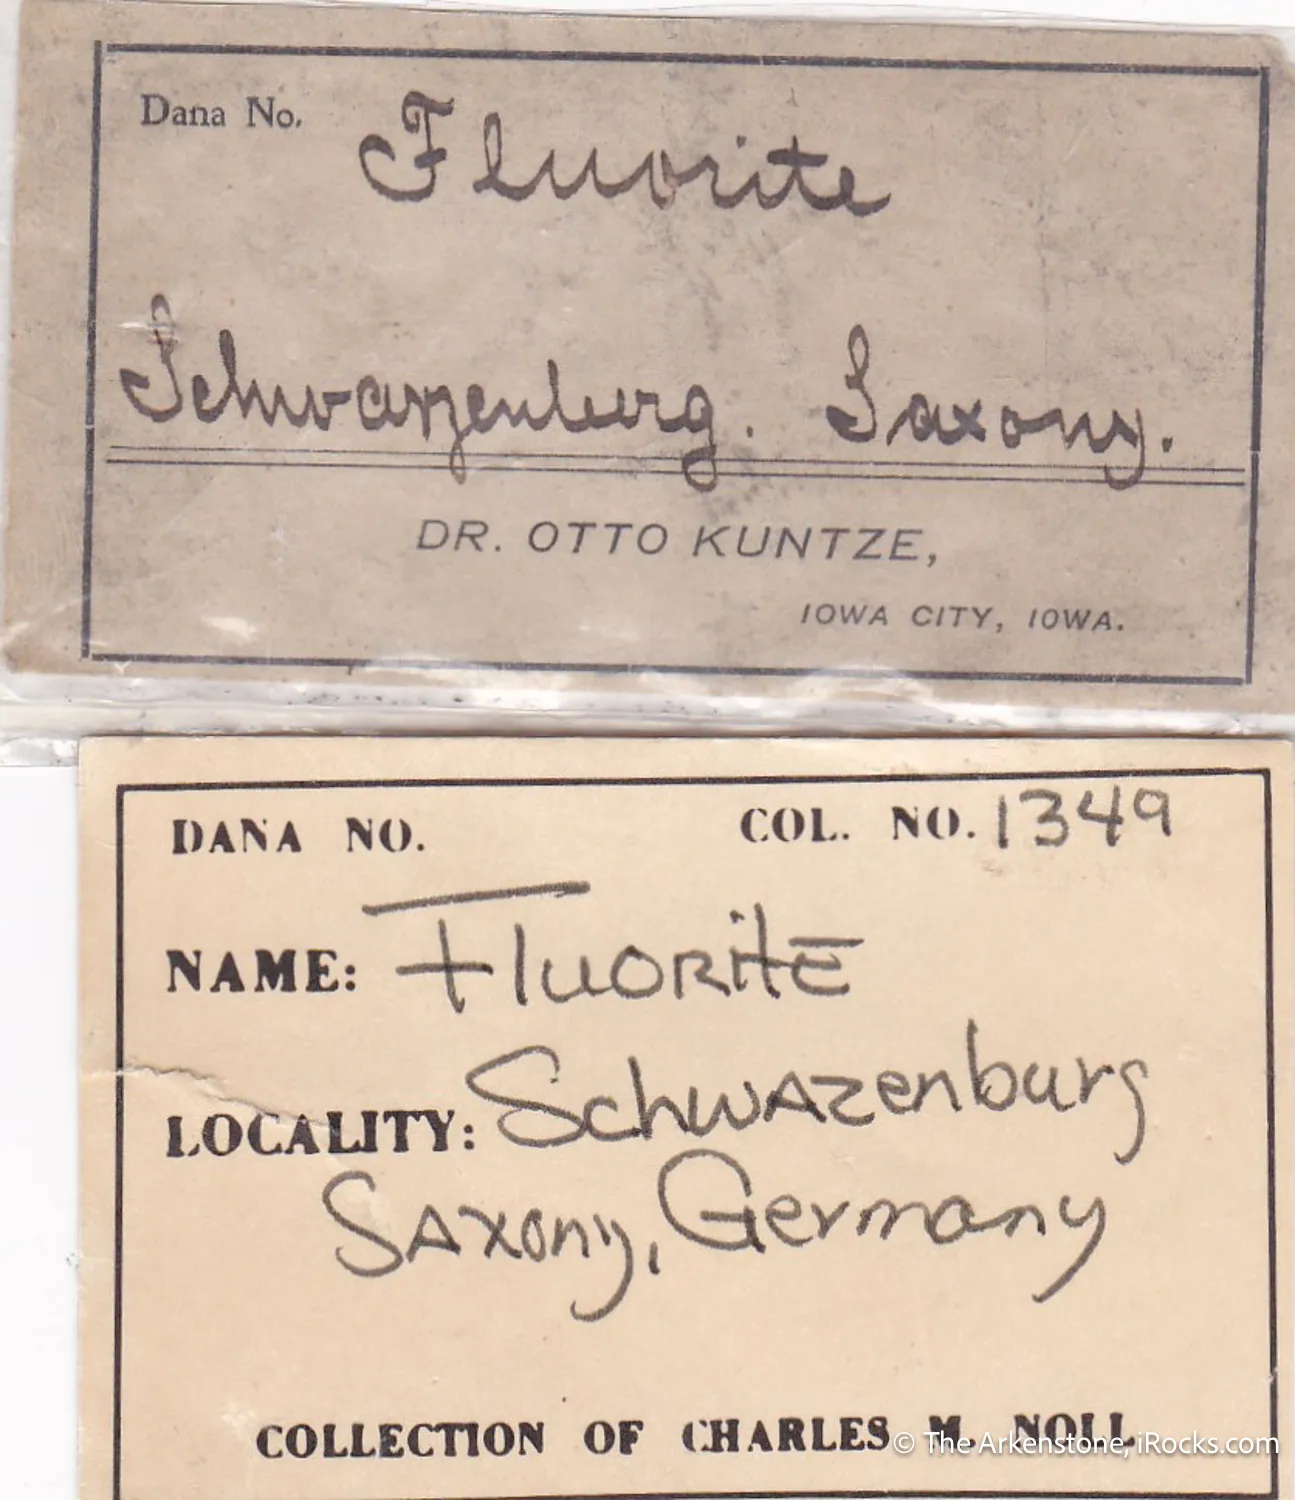 Dana No.
Fluorite
Schwarzenburg. Saxony.
DR. OTTO KUNTZE,
IOWA CITY, IOWA.
DANA NO. COL. NO. 1349
NAME: Fluorite
LOCALITY: Schwazenburg
Saxony, Germany
COLLECTION OF CHARLES M. NOLL
© The Arkenstone, iRocks.com